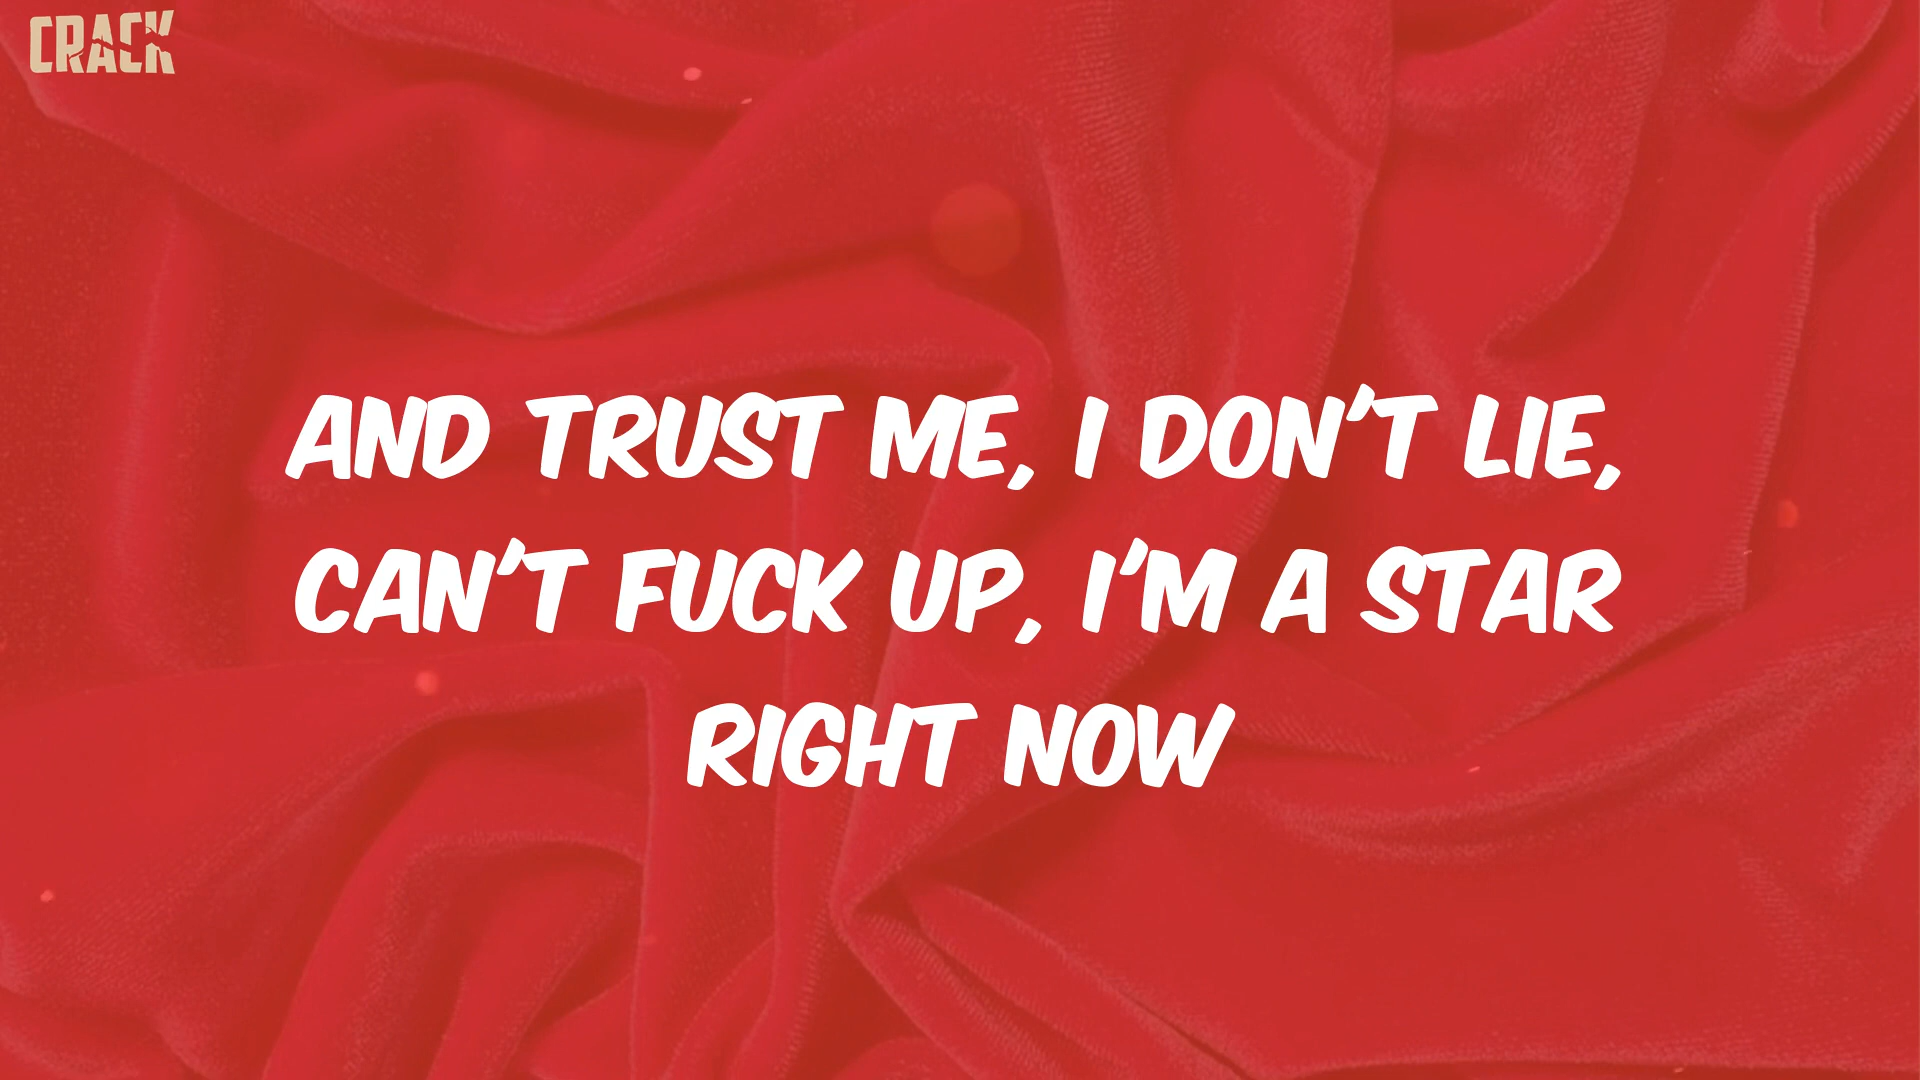 CRACK
AND TRUST ME, I DON'T LIE,
CAN'T FUCK UP, I'M A STAR
RIGHT NOW